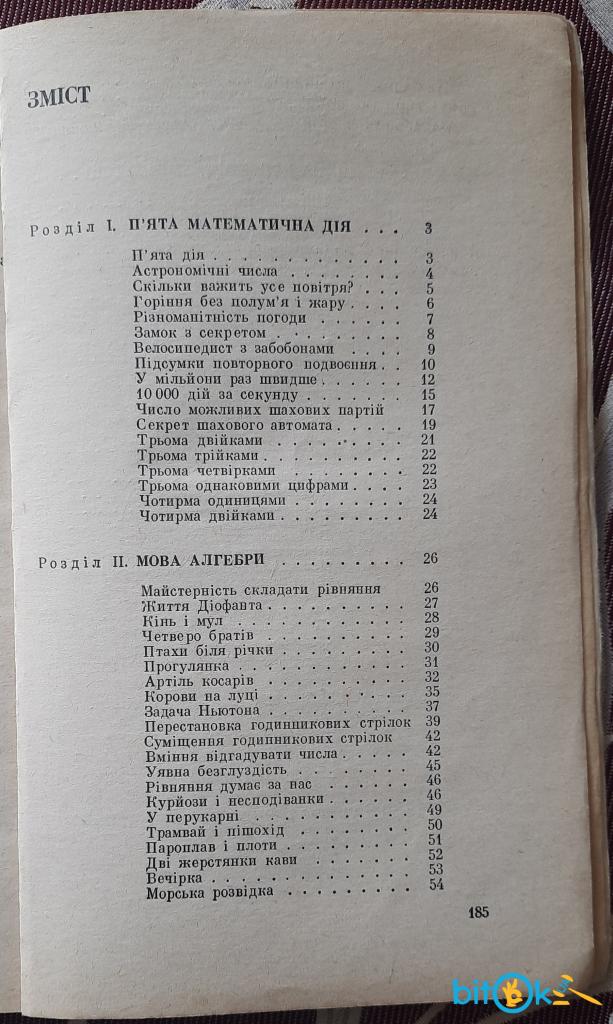 ЗМІСТ
Розділ I. П'ЯТА МАТЕМАТИЧНА ДІЯ . . . 3
П'ята дія . . . . . . . . . . . . . . 3
Астрономічні числа . . . . . . . . 4
Скільки важить усе повітря? . . . . 5
Горіння без полум'я і жару . . . . 6
Різноманітність погоди . . . . . . 7
Замок з секретом . . . . . . . . . 8
Велосипедист з забобонами . . . . 9
Підсумки повторного подвоєння . . 10
У мільйони раз швидше . . . . . . 12
10 000 дій за секунду . . . . . . . 15
Число можливих шахових партій 17
Секрет шахового автомата . . . . . 19
Трьома двійками . . . . . . . . . 21
Трьома трійками . . . . . . . . . . 22
Трьома четвірками . . . . . . . . 22
Трьома однаковими цифрами . . . . 23
Чотирма одиницями . . . . . . . . 24
Чотирма двійками . . . . . . . . . 24
Розділ II. МОВА АЛГЕБРИ . . . . . . . . . 26
Майстерність складати рівняння 26
Життя Діофанта . . . . . . . . . . 27
Кінь і мул . . . . . . . . . . . . . 28
Четверо братів . . . . . . . . . . . 29
Птахи біля річки . . . . . . . . . . 30
Прогулянка . . . . . . . . . . . . 31
Артіль косарів . . . . . . . . . . . 32
Корови на луці . . . . . . . . . . . 35
Задача Ньютона . . . . . . . . . . 37
Перестановка годинникових стрілок 39
Суміщення годинникових стрілок 42
Вміння відгадувати числа . . . . . 42
Уявна безглуздість . . . . . . . . 45
Рівняння думає за нас . . . . . . 46
Курйози і несподіванки . . . . . . 46
У перукарні . . . . . . . . . . . . 49
Трамвай і пішохід . . . . . . . . . 50
Пароплав і плоти . . . . . . . . . 51
Дві жерстянки кави . . . . . . . . 52
Вечірка . . . . . . . . . . . . . . 53
Морська розвідка . . . . . . . . . 54
185